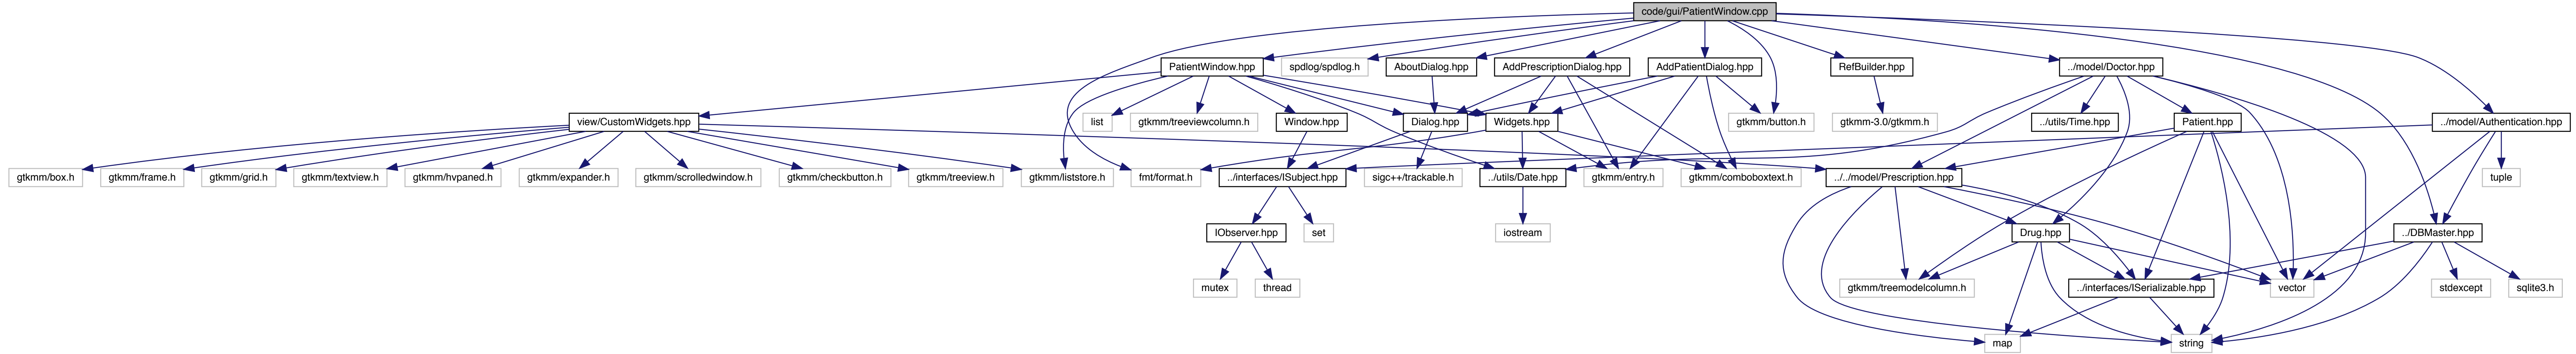 code/gui/PatientWindow.cpp
PatientWindow.hpp
spdlog/spdlog.h
AboutDialog.hpp
AddPrescriptionDialog.hpp
AddPatientDialog.hpp
RefBuilder.hpp
../model/Doctor.hpp
view/CustomWidgets.hpp
list
gtkmm/treeviewcolumn.h
Window.hpp
Dialog.hpp
Widgets.hpp
gtkmm/button.h
gtkmm-3.0/gtkmm.h
../utils/Time.hpp
Patient.hpp
../model/Authentication.hpp
gtkmm/box.h
gtkmm/frame.h
gtkmm/grid.h
gtkmm/textview.h
gtkmm/hvpaned.h
gtkmm/expander.h
gtkmm/scrolledwindow.h
gtkmm/checkbutton.h
gtkmm/treeview.h
gtkmm/liststore.h
fmt/format.h
../interfaces/ISubject.hpp
sigc++/trackable.h
../utils/Date.hpp
gtkmm/entry.h
gtkmm/comboboxtext.h
../../model/Prescription.hpp
tuple
IObserver.hpp
set
iostream
Drug.hpp
../DBMaster.hpp
mutex
thread
gtkmm/treemodelcolumn.h
../interfaces/ISerializable.hpp
vector
stdexcept
sqlite3.h
map
string